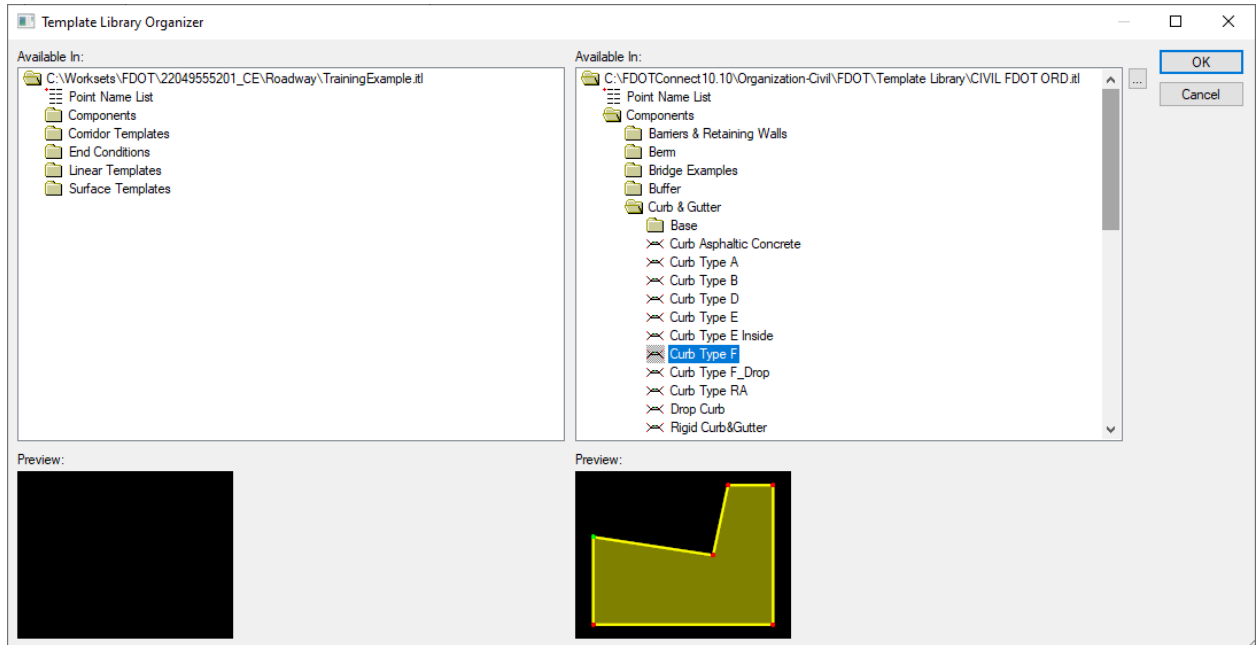 Template Library Organizer
Available In:
C:\Worksets\FDOT\22049555201_CE\Roadway\TrainingExample.itl
Point Name List
Components
Corridor Templates
End Conditions
Linear Templates
Surface Templates
Preview:
Available In:
C:\FDOTConnect10.10\Organization-Civil\FDOT\Template Library\CIVIL FDOT ORD.itl
Point Name List
Components
Barriers & Retaining Walls
Berm
Bridge Examples
Buffer
Curb & Gutter
Base
Curb Asphaltic Concrete
Curb Type A
Curb Type B
Curb Type D
Curb Type E
Curb Type E Inside
Curb Type F
Curb Type F_Drop
Curb Type RA
Drop Curb
Rigid Curb&Gutter
Preview:
...
OK
Cancel